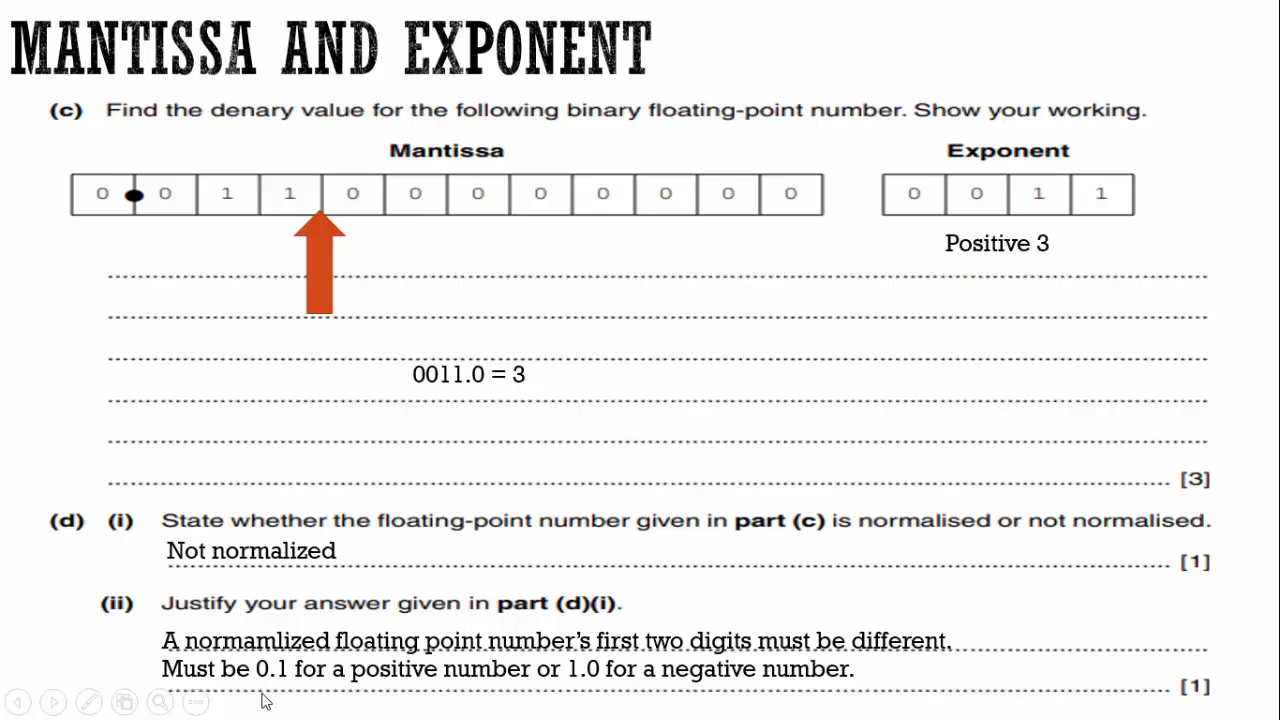 MANTISSA AND EXPONENT
(c) Find the denary value for the following binary floating-point number. Show your working.
Mantissa Exponent
0 0 1 1 0 0 0 0 0 0 0 0 0 0 1 1
Positive 3
0011.0 = 3
[3]
(d) (i) State whether the floating-point number given in part (c) is normalised or not normalised.
Not normalized
[1]
(ii) Justify your answer given in part (d)(i).
A normamlized floating point number's first two digits must be different.
Must be 0.1 for a positive number or 1.0 for a negative number.
[1]